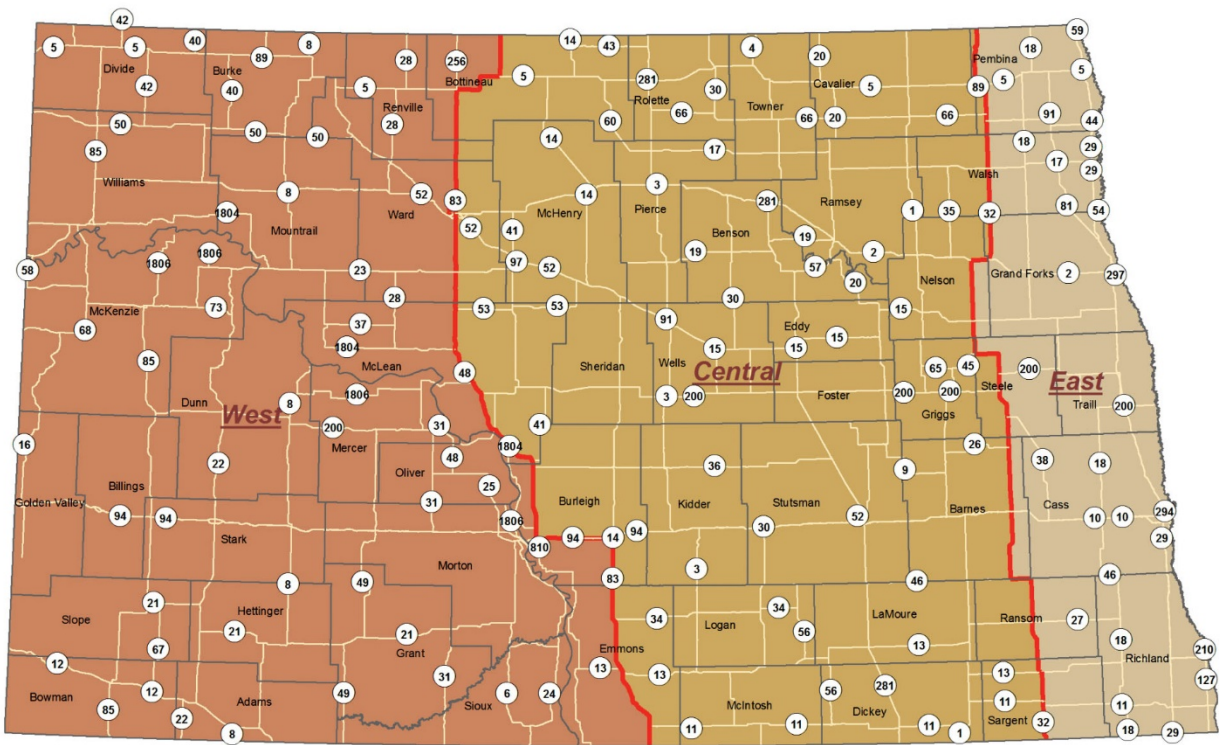 42
59
5
5
40
89
8
28
256
14
43
4
20
18
Divide
Burke
Bottineau
Pembina
5
281
Rolette
30
Towner
Cavalier
5
89
5
42
40
5
Renville
28
60
66
66
20
66
91
44
50
50
50
14
17
18
29
85
17
29
Williams
8
52
83
3
14
281
Ramsey
Walsh
1804
Ward
McHenry
Pierce
1
35
32
81
54
Mountrail
52
41
Benson
19
1806
1806
97
52
19
57
2
20
58
23
Nelson
Grand Forks
2
297
73
28
53
53
30
15
McKenzie
68
37
91
Eddy
15
85
1804
15
15
McLean
48
Sheridan
Wells
Central
65
45
Steele
200
East
Dunn
West
8
1806
3
200
Foster
200
200
Griggs
Traill
200
16
200
Mercer
31
41
1804
26
22
48
36
9
38
18
Billings
Oliver
25
Burleigh
Kidder
Stutsman
Cass
Golden Valley
31
Barnes
94
94
1806
52
10
10
294
Stark
810
94
14
94
30
29
Morton
8
49
83
3
46
46
Slope
21
Hettinger
34
Logan
34
LaMoure
Ransom
27
21
21
Grant
56
13
18
67
Emmons
Richland
210
12
31
13
13
13
127
Bowman
12
Adams
49
Sioux
6
24
McIntosh
56
281
Dickey
11
11
85
22
8
11
11
11
1
Sargent
32
18
29